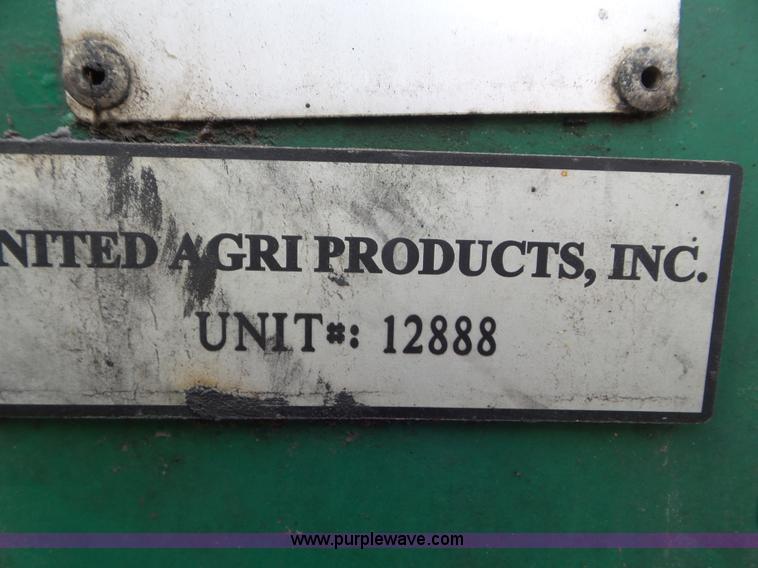 NITED AGRI PRODUCTS, INC.
UNIT#: 12888
www.purplewave.com